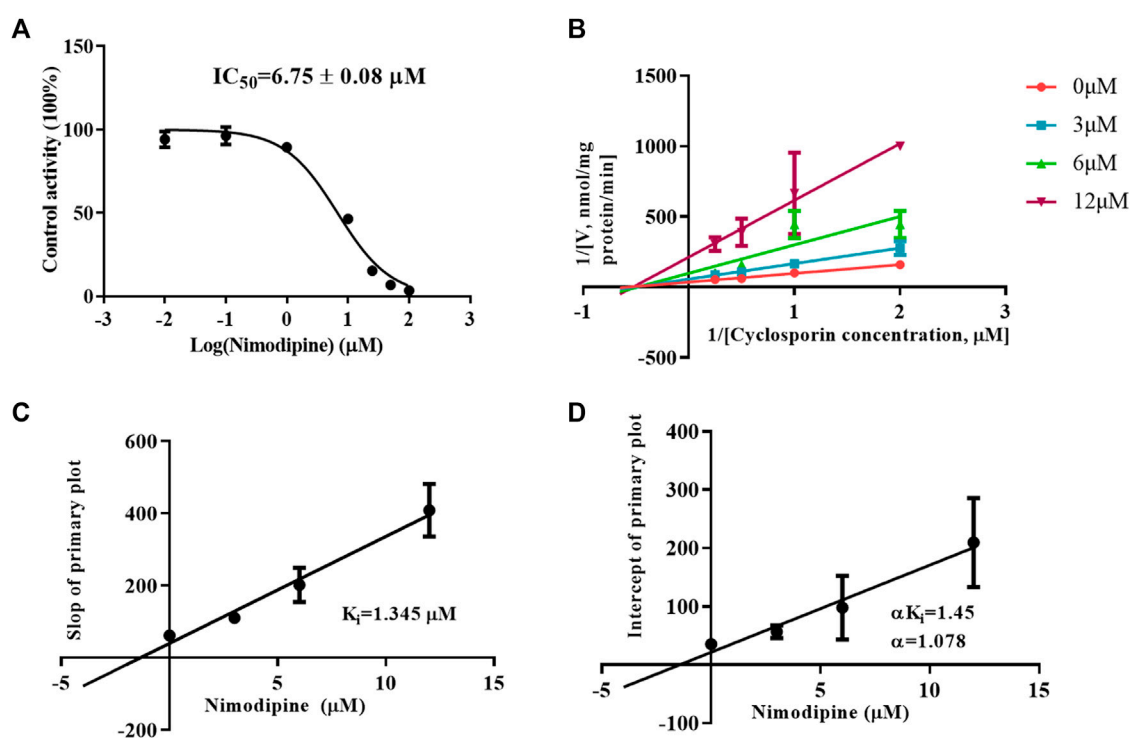 A
150
100
50
0
-3
-2
-1
0
1
2
3
Control activity (100%)
Log(Nimodipine) (μM)
IC50=6.75 ± 0.08 μM
B
1500
1000
500
-500
-1
1
2
3
1/[V, nmol/mg
protein/min]
1/[Cyclosporin concentration, μM]
0μM
3μM
6μM
12μM
C
600
400
200
-200
-5
5
10
15
Slop of primary plot
Nimodipine (μM)
Ki=1.345 μM
D
400
300
200
100
-100
-5
5
10
15
Intercept of primary plot
Nimodipine (μM)
αKi=1.45
α=1.078